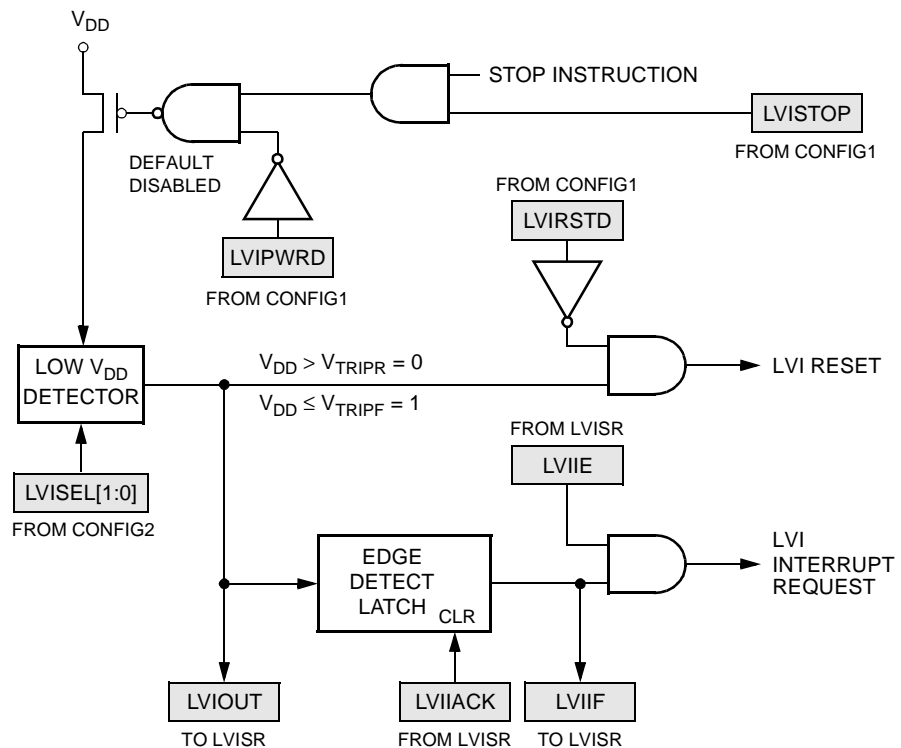 VDD
STOP INSTRUCTION
LVISTOP
FROM CONFIG1
DEFAULT
DISABLED
LVIPWRD
FROM CONFIG1
FROM CONFIG1
LVIRSTD
LOW VDD
DETECTOR
VDD > VTRIPR = 0
VDD ≤ VTRIPF = 1
LVI RESET
LVISEL[1:0]
FROM CONFIG2
FROM LVISR
LVIIE
EDGE
DETECT
LATCH
CLR
LVI
INTERRUPT
REQUEST
LVIOUT
TO LVISR
LVIIACK
FROM LVISR
LVIIF
TO LVISR